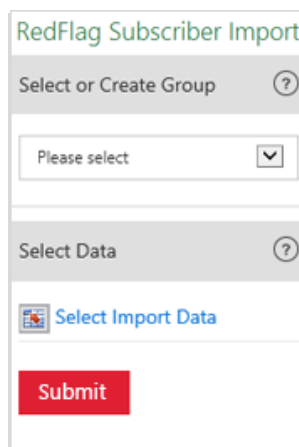 RedFlag Subscriber Import
Select or Create Group ?
Please select
Select Data ?
Select Import Data
Submit